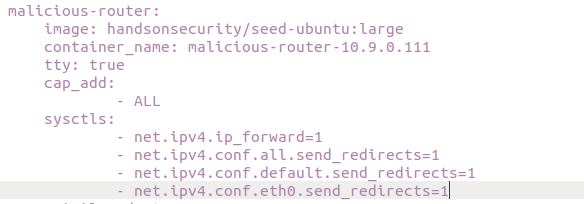 malicious-router:
image: handsonsecurity/seed-ubuntu:large
container_name: malicious-router-10.9.0.111
tty: true
cap_add:
- ALL
sysctls:
- net.ipv4.ip_forward=1
- net.ipv4.conf.all.send_redirects=1
- net.ipv4.conf.default.send_redirects=1
- net.ipv4.conf.eth0.send_redirects=1